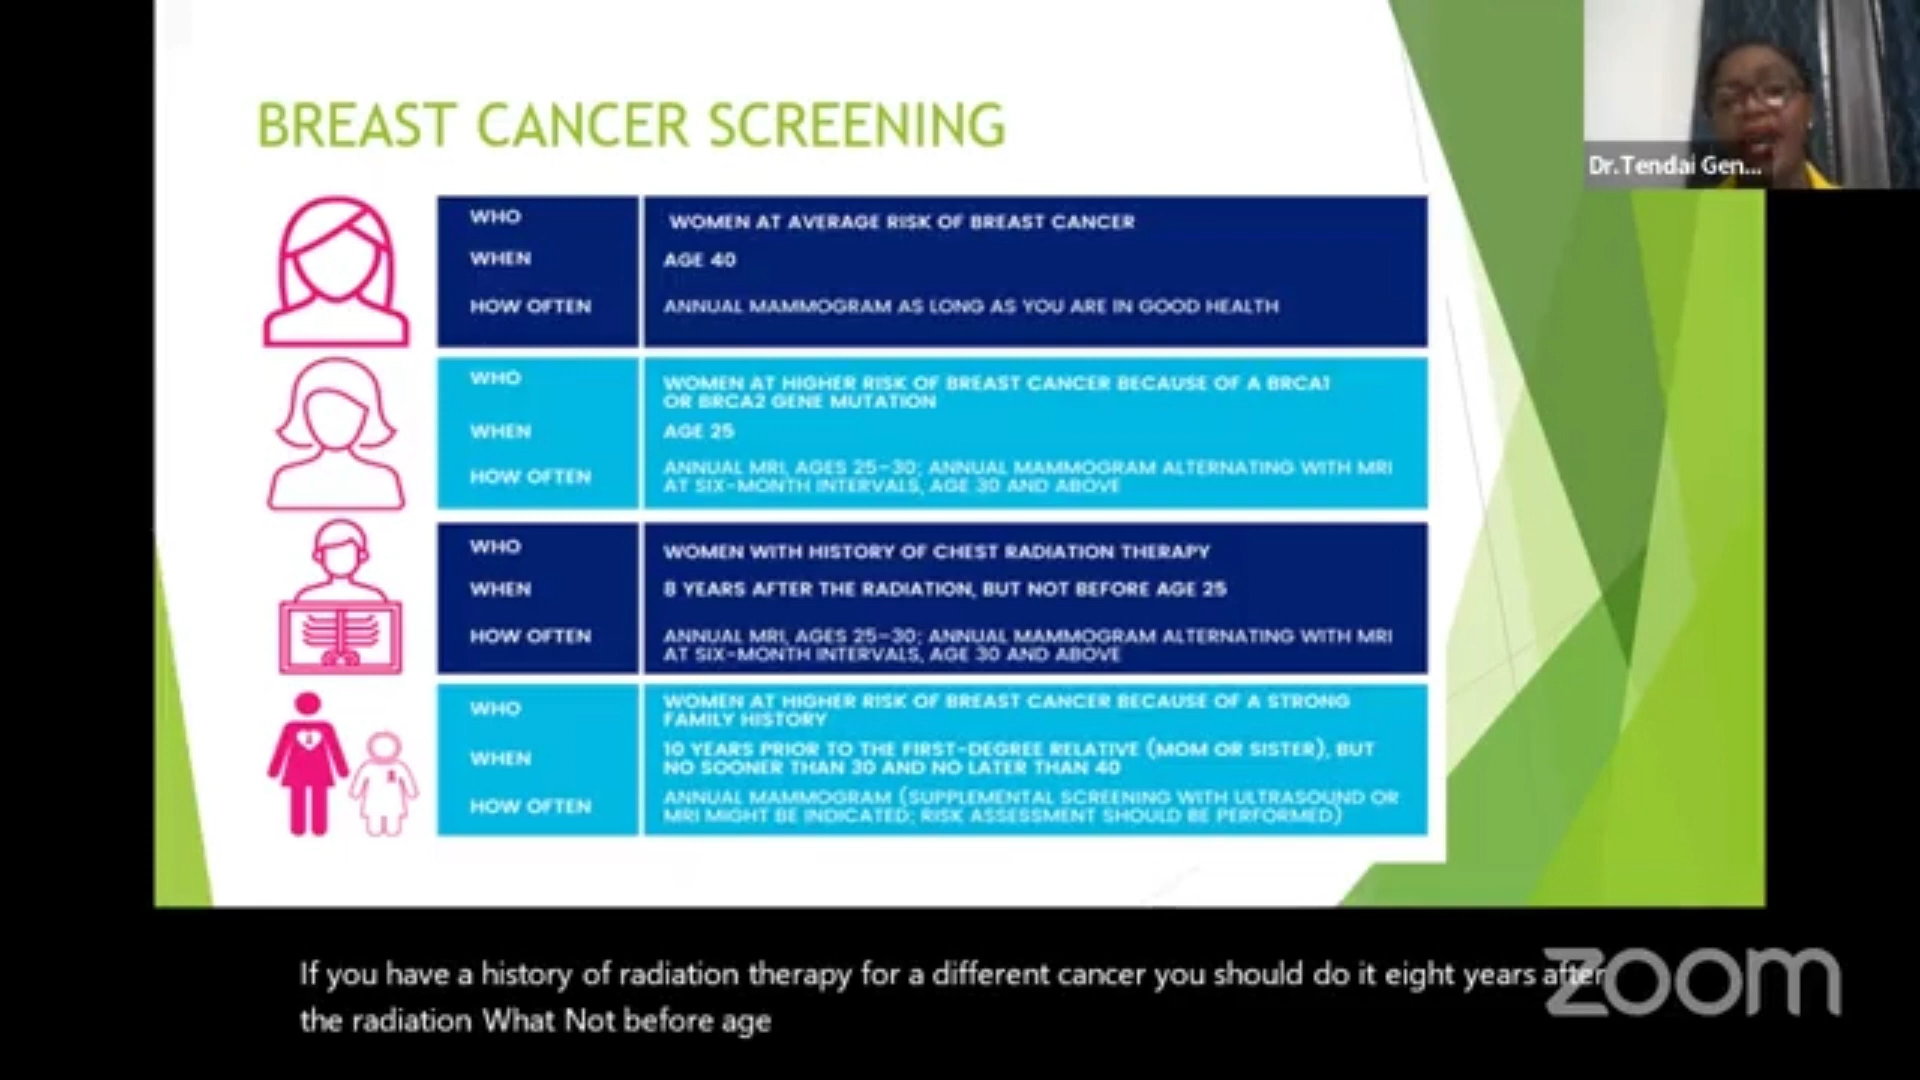 BREAST CANCER SCREENING
Dr.Tendai Gen...
WHO
WOMEN AT AVERAGE RISK OF BREAST CANCER
WHEN
AGE 40
HOW OFTEN
ANNUAL MAMMOGRAM AS LONG AS YOU ARE IN GOOD HEALTH
WHO
WOMEN AT HIGHER RISK OF BREAST CANCER BECAUSE OF A BRCA1
OR BRCA2 GENE MUTATION
WHEN
AGE 25
HOW OFTEN
ANNUAL MRI, AGES 25-30; ANNUAL MAMMOGRAM ALTERNATING WITH MRI
AT SIX-MONTH INTERVALS, AGE 30 AND ABOVE
WHO
WOMEN WITH HISTORY OF CHEST RADIATION THERAPY
WHEN
8 YEARS AFTER THE RADIATION, BUT NOT BEFORE AGE 25
HOW OFTEN
ANNUAL MRI, AGES 25-30; ANNUAL MAMMOGRAM ALTERNATING WITH MRI
AT SIX-MONTH INTERVALS, AGE 30 AND ABOVE
WHO
WOMEN AT HIGHER RISK OF BREAST CANCER BECAUSE OF A STRONG
FAMILY HISTORY
WHEN
10 YEARS PRIOR TO THE FIRST-DEGREE RELATIVE (MOM OR SISTER), BUT
NO SOONER THAN 30 AND NO LATER THAN 40
HOW OFTEN
ANNUAL MAMMOGRAM (SUPPLEMENTAL SCREENING WITH ULTRASOUND OR
MRI MIGHT BE INDICATED; RISK ASSESSMENT SHOULD BE PERFORMED)
If you have a history of radiation therapy for a different cancer you should do it eight years after
the radiation What Not before age
zoom